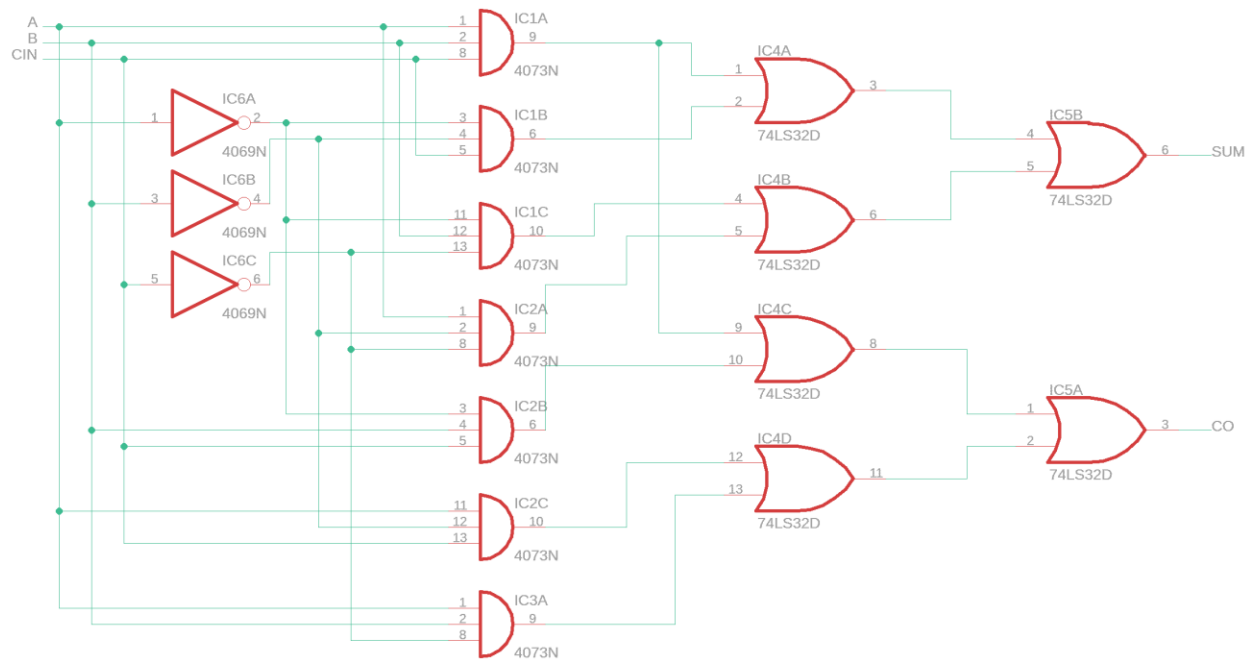 A
B
CIN
1
2
8
IC1A
9
4073N
1
IC6A
2
4069N
3
4
5
IC1B
6
4073N
3
IC6B
4
4069N
11
12
13
IC1C
10
4073N
5
IC6C
6
4069N
1
2
8
IC2A
9
4073N
3
4
5
IC2B
6
4073N
11
12
13
IC2C
10
4073N
1
2
8
IC3A
9
4073N
1
2
IC4A
3
74LS32D
4
5
IC4B
6
74LS32D
9
10
IC4C
8
74LS32D
12
13
IC4D
11
74LS32D
4
5
IC5B
6
SUM
74LS32D
1
2
IC5A
3
CO
74LS32D